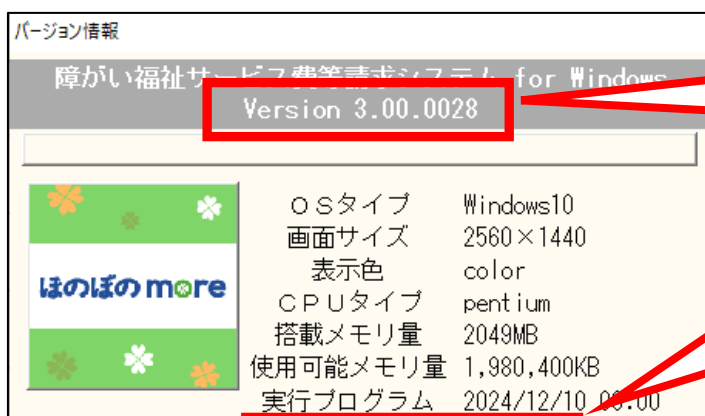 バージョン情報
障がい福祉サービス費等請求システム for Windows
Version 3.00.0028
ほのぼの more
OSタイプ Windows10
画面サイズ 2560×1440
表示色 color
CPUタイプ pentium
搭載メモリ量 2049MB
使用可能メモリ量 1,980,400KB
実行プログラム 2024/12/10